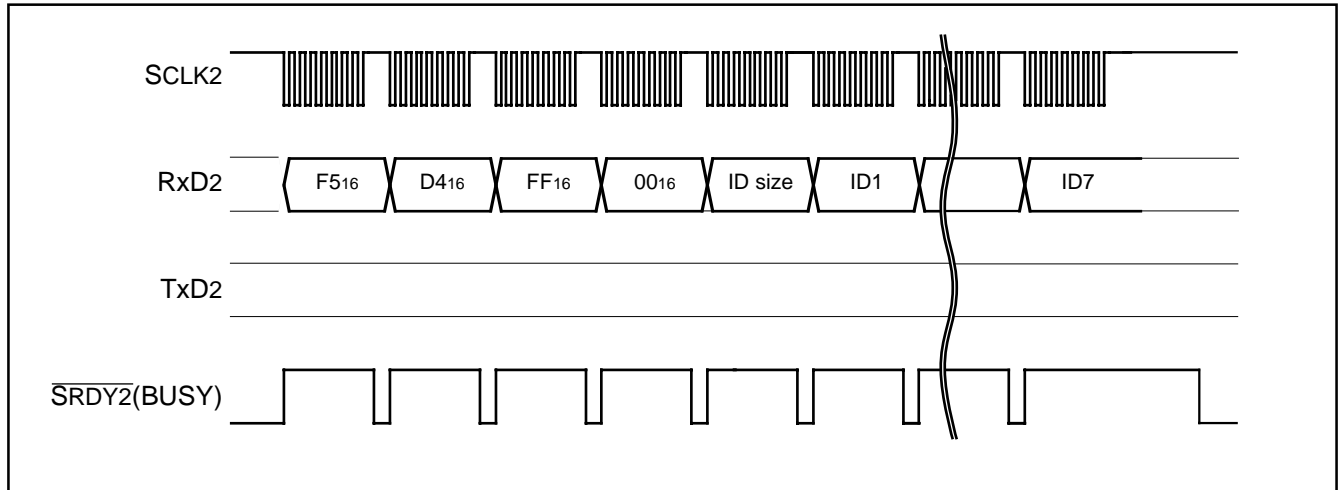 SCLK2
RxD2 F516 D416 FF16 0016 ID size ID1 ID7
TxD2
SRDY2(BUSY)